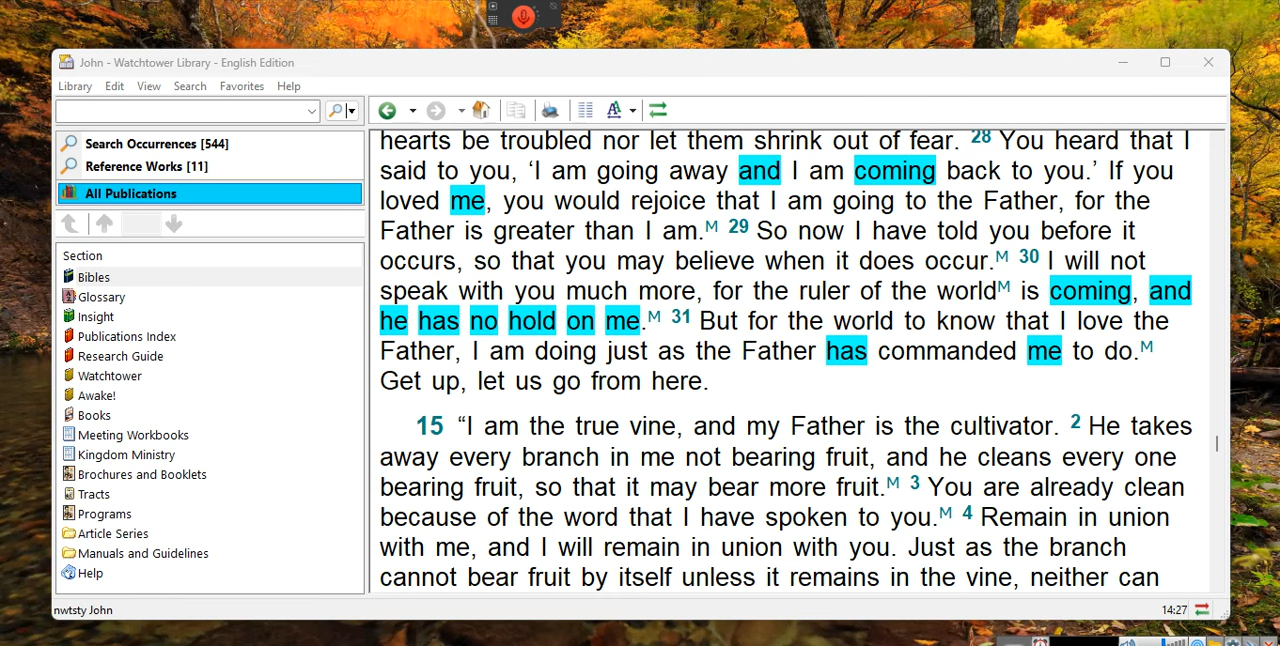 John - Watchtower Library - English Edition
Library Edit View Search Favorites Help
Search Occurrences [544]
Reference Works [11]
All Publications
Section
Bibles
Glossary
Insight
Publications Index
Research Guide
Watchtower
Awake!
Books
Meeting Workbooks
Kingdom Ministry
Brochures and Booklets
Tracts
Programs
Article Series
Manuals and Guidelines
Help
hearts be troubled nor let them shrink out of fear. 28 You heard that I
said to you, ‘I am going away and I am coming back to you.’ If you
loved me, you would rejoice that I am going to the Father, for the
Father is greater than I am.M 29 So now I have told you before it
occurs, so that you may believe when it does occur.M 30 I will not
speak with you much more, for the ruler of the worldM is coming, and
he has no hold on me.M 31 But for the world to know that I love the
Father, I am doing just as the Father has commanded me to do.M
Get up, let us go from here.
15 “I am the true vine, and my Father is the cultivator. 2 He takes
away every branch in me not bearing fruit, and he cleans every one
bearing fruit, so that it may bear more fruit.M 3 You are already clean
because of the word that I have spoken to you.M 4 Remain in union
with me, and I will remain in union with you. Just as the branch
cannot bear fruit by itself unless it remains in the vine, neither can
nwtsty John
14:27